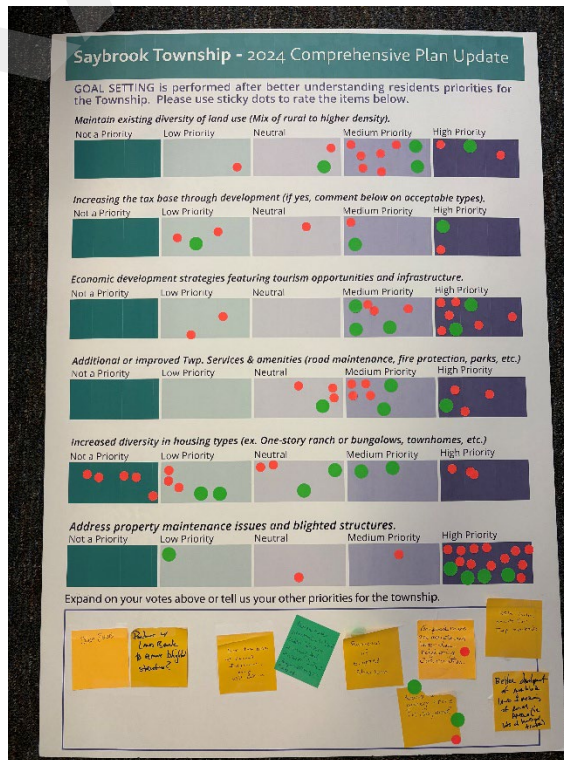 Saybrook Township - 2024 Comprehensive Plan Update
GOAL SETTING is performed after better understanding residents priorities for
the Township. Please use sticky dots to rate the items below.
Maintain existing diversity of land use (Mix of rural to higher density).
Not a Priority Low Priority Neutral Medium Priority High Priority
Increasing the tax base through development (if yes, comment below on acceptable types).
Not a Priority Low Priority Neutral Medium Priority High Priority
Economic development strategies featuring tourism opportunities and infrastructure.
Not a Priority Low Priority Neutral Medium Priority High Priority
Additional or improved Twp. Services & amenities (road maintenance, fire protection, parks, etc.)
Not a Priority Low Priority Neutral Medium Priority High Priority
Increased diversity in housing types (ex. One-story ranch or bungalows, townhomes, etc.)
Not a Priority Low Priority Neutral Medium Priority High Priority
Address property maintenance issues and blighted structures.
Not a Priority Low Priority Neutral Medium Priority High Priority
Expand on your votes above or tell us your other priorities for the township.
Land Bank
blighted
structures
Better
of